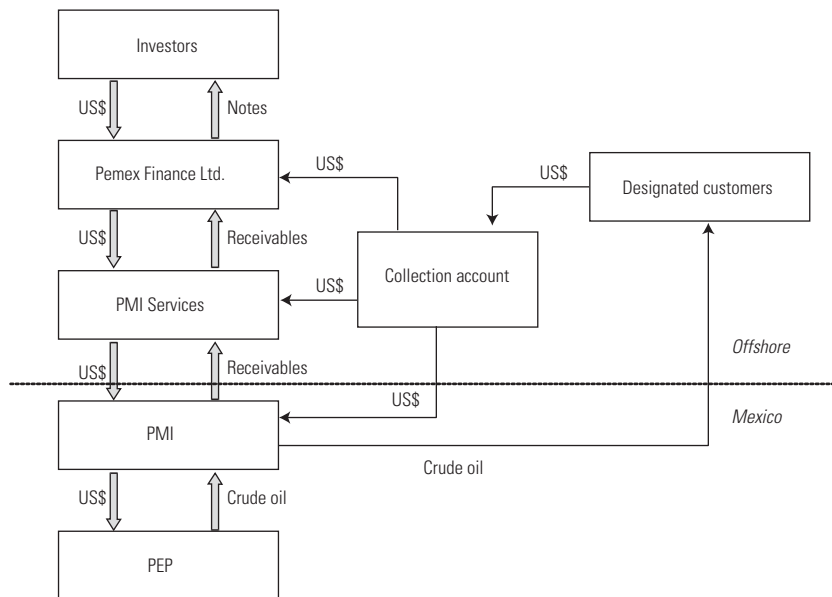 Investors
US$
Notes
Pemex Finance Ltd.
US$
US$
Designated customers
US$
Receivables
Collection account
PMI Services
US$
US$
Receivables
Offshore
US$
Mexico
PMI
Crude oil
US$
Crude oil
PEP